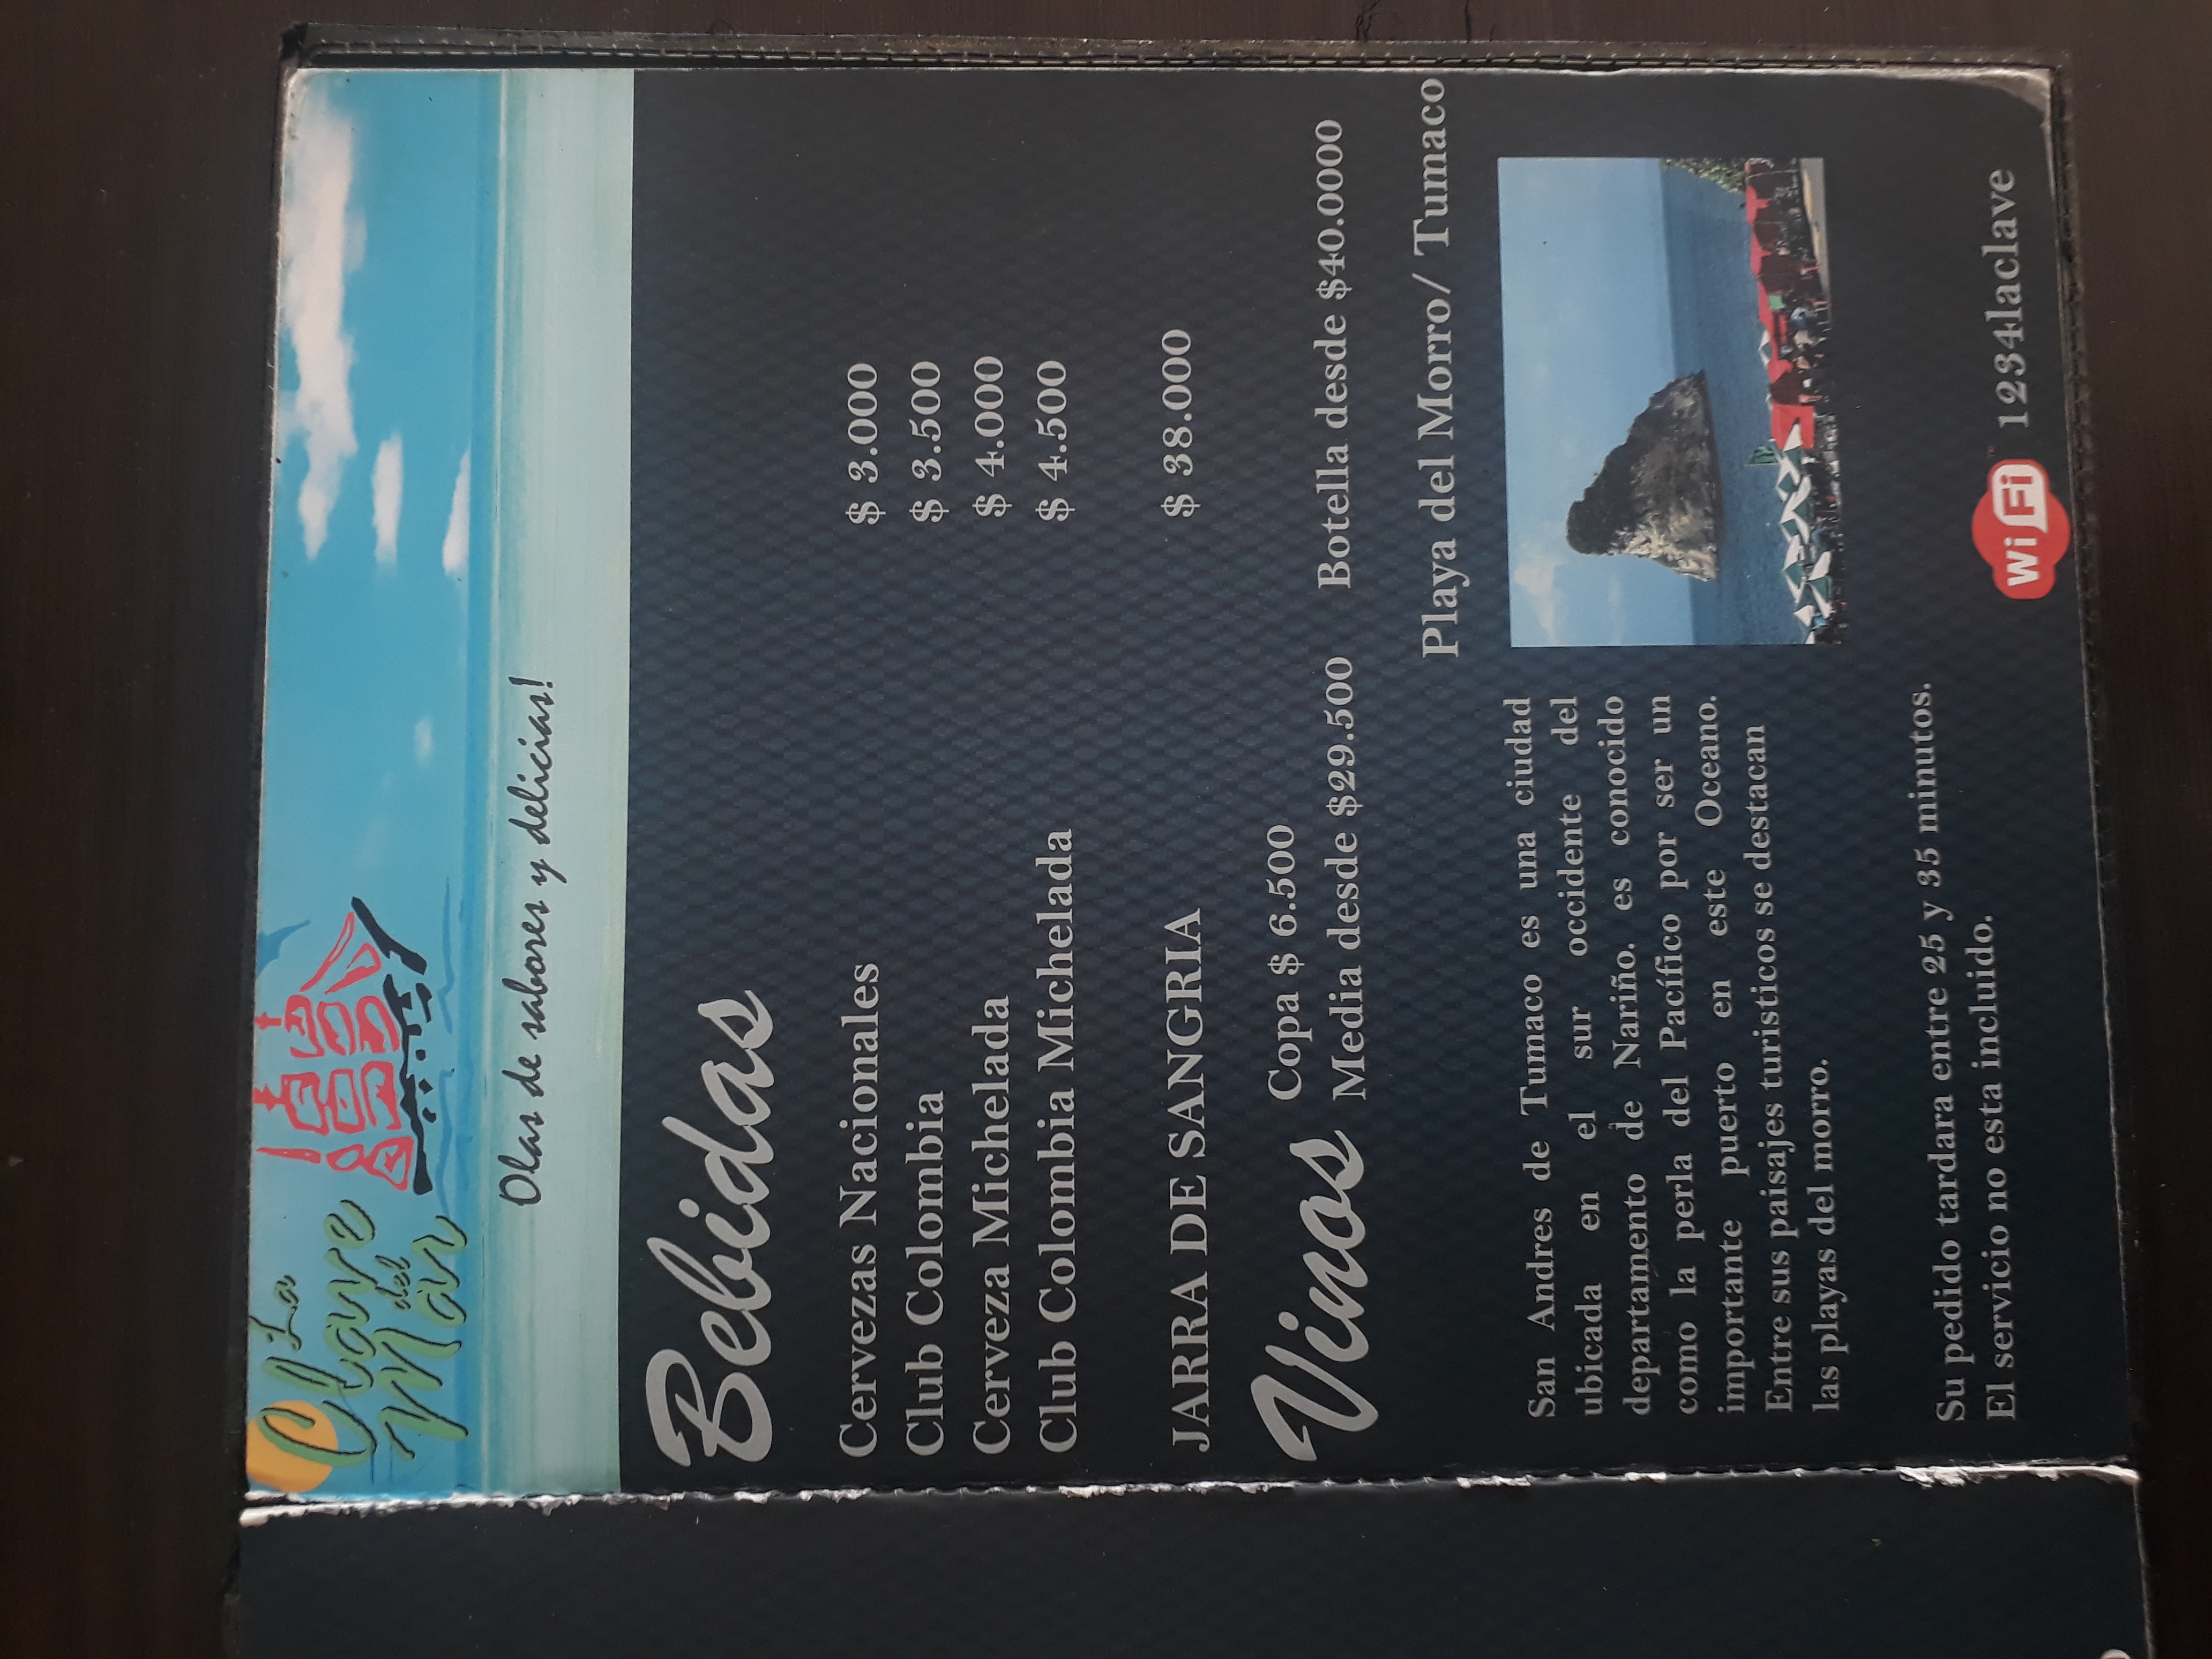 La
Clave
del
Mar
Olas de sabores y delicias!
Bebidas
Cervezas Nacionales $ 3.000
Club Colombia $ 3.500
Cerveza Michelada $ 4.000
Club Colombia Michelada $ 4.500
JARRA DE SANGRIA $ 38.000
Vinos
Copa $ 6.500
Media desde $29.500 Botella desde $40.0000
Playa del Morro/ Tumaco
San Andres de Tumaco es una ciudad
ubicada en el sur occidente del
departamento de Nariño. es conocido
como la perla del Pacífico por ser un
importante puerto en este Oceano.
Entre sus paisajes turisticos se destacan
las playas del morro.
Su pedido tardara entre 25 y 35 minutos.
El servicio no esta incluido.
Wi Fi ™ 1234laclave